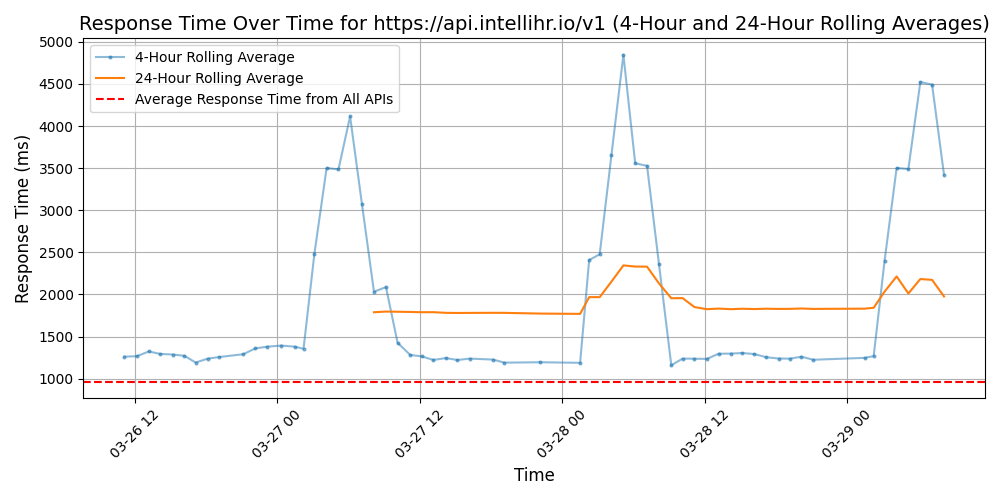 Response Time Over Time for https://api.intellihr.io/v1 (4-Hour and 24-Hour Rolling Averages)
4-Hour Rolling Average
24-Hour Rolling Average
Average Response Time from All APIs
Response Time (ms)
5000
4500
4000
3500
3000
2500
2000
1500
1000
03-26 12
03-27 00
03-27 12
03-28 00
03-28 12
03-29 00
Time